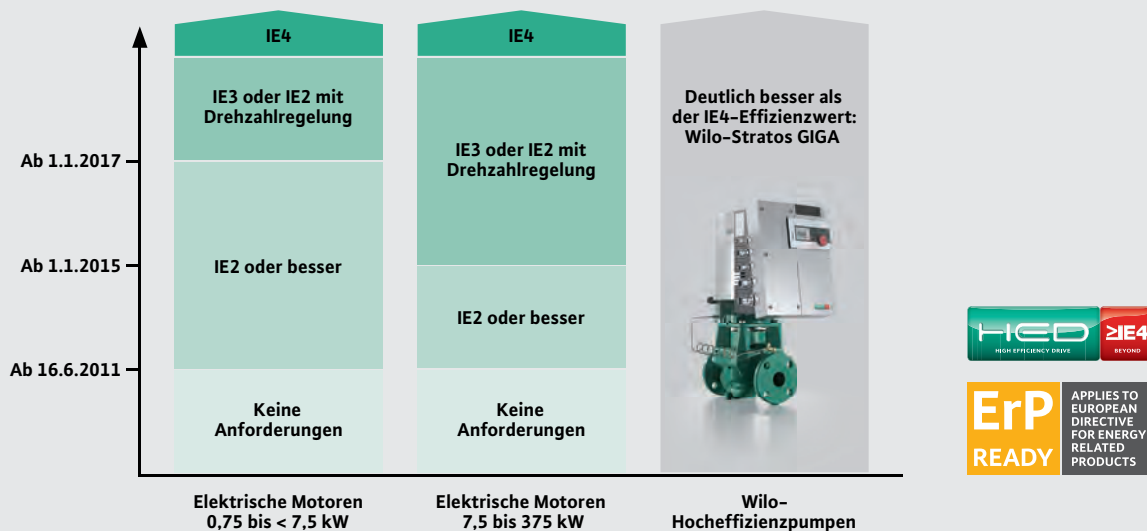 IE4
IE3 oder IE2 mit
Drehzahlregelung
IE2 oder besser
Keine
Anforderungen
IE4
IE3 oder IE2 mit
Drehzahlregelung
IE2 oder besser
Keine
Anforderungen
Deutlich besser als
der IE4-Effizienzwert:
Wilo-Stratos GIGA
Ab 1.1.2017
Ab 1.1.2015
Ab 16.6.2011
Elektrische Motoren
0,75 bis < 7,5 kW
Elektrische Motoren
7,5 bis 375 kW
Wilo-
Hocheffizienzpumpen
HED
HIGH EFFICIENCY DRIVE
≥IE4
BEYOND
ErP
READY
APPLIES TO
EUROPEAN
DIRECTIVE
FOR ENERGY
RELATED
PRODUCTS